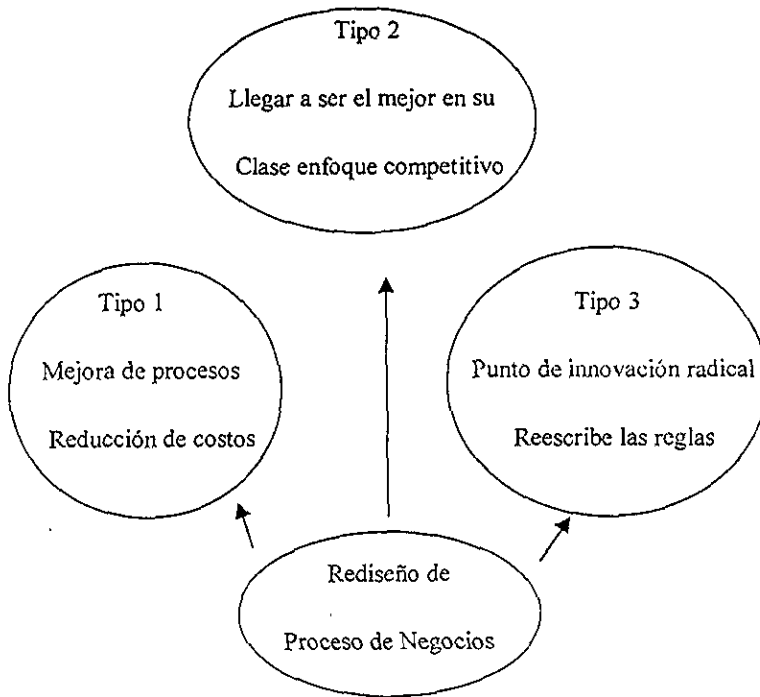 Tipo 2
Llegar a ser el mejor en su
Clase enfoque competitivo
Tipo 1
Mejora de procesos
Reducción de costos
Tipo 3
Punto de innovación radical
Reescribe las reglas
Rediseño de
Proceso de Negocios